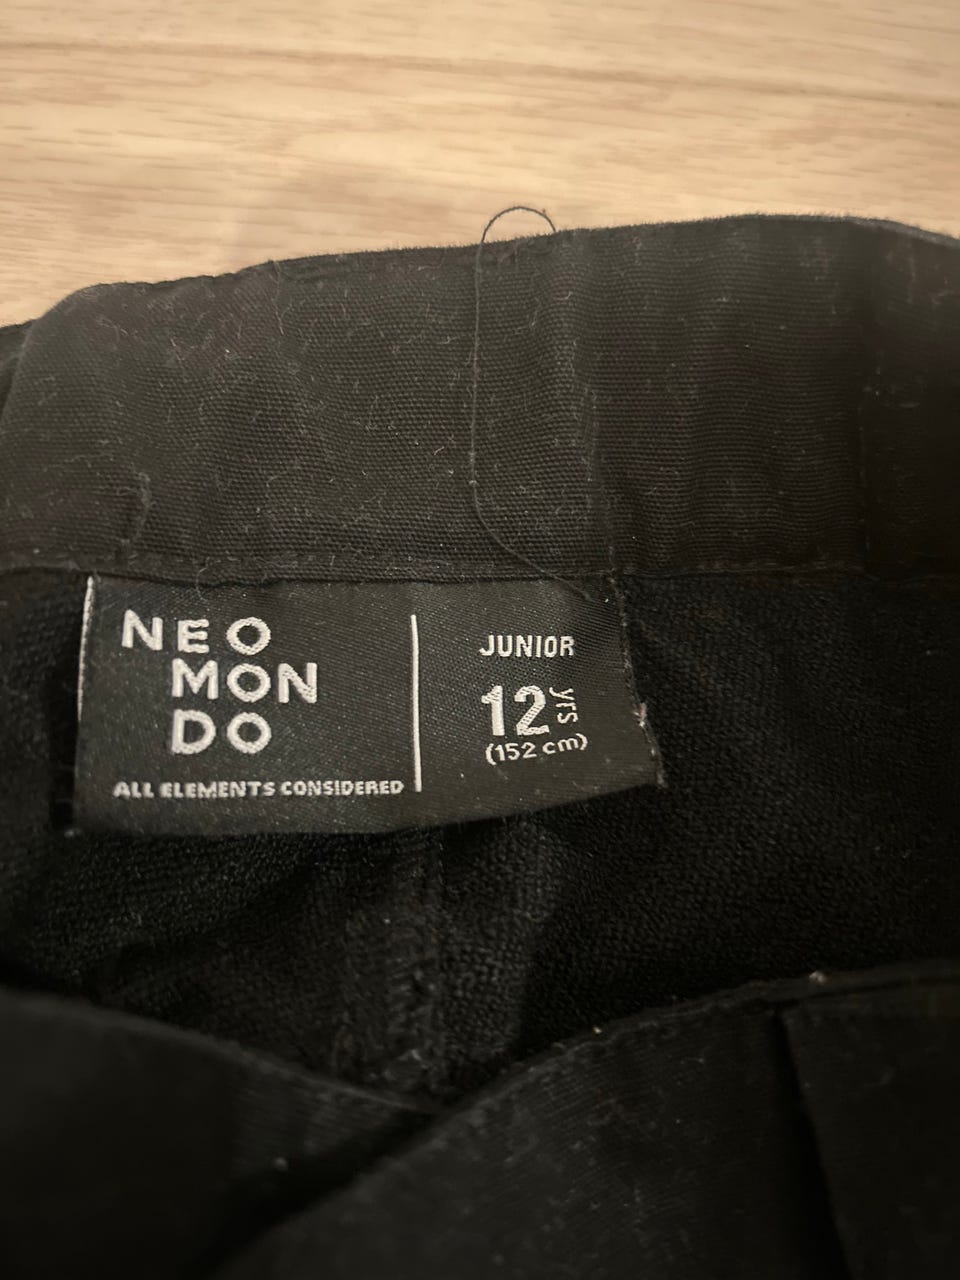 NEO
MON
DO
ALL ELEMENTS CONSIDERED
JUNIOR
12 yrs
(152 cm)